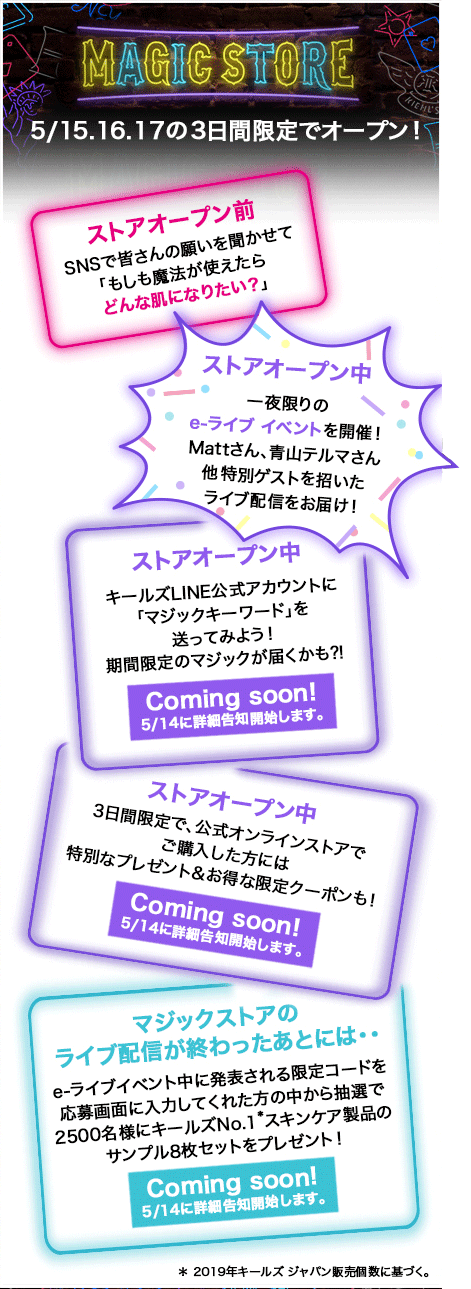 MAGIC STORE
5/15.16.17の3日間限定でオープン！
ストアオープン前
SNSで皆さんの願いを聞かせて
「もしも魔法が使えたら
どんな肌になりたい？」
ストアオープン中
一夜限りの
e-ライブ イベントを開催！
Mattさん、青山テルマさん
他 特別ゲストを招いた
ライブ配信をお届け！
ストアオープン中
キールズLINE公式アカウントに
「マジックキーワード」を
送ってみよう！
期間限定のマジックが届くかも?!
Coming soon!
5/14に詳細告知開始します。
ストアオープン中
3日間限定で、公式オンラインストアで
ご購入した方には
特別なプレゼント＆お得な限定クーポンも！
Coming soon!
5/14に詳細告知開始します。
マジックストアの
ライブ配信が終わったあとには・・
e-ライブイベント中に発表される限定コードを
応募画面に入力してくれた方の中から抽選で
2500名様にキールズNo.1*スキンケア製品の
サンプル8枚セットをプレゼント！
Coming soon!
5/14に詳細告知開始します。
＊ 2019年キールズ ジャパン販売個数に基づく。